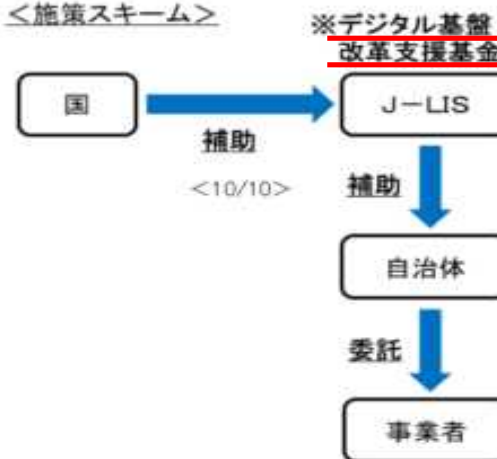 <施策スキーム>
※デジタル基盤
改革支援基金
国
J-LIS
補助
<10/10>
補助
自治体
委託
事業者